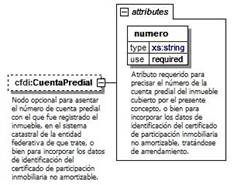 attributes
numero
type xs:string
use required
Atributo requerido para
precisar el número de la
cuenta predial del inmueble
cubierto por el presente
concepto, o bien para
incorporar los datos de
identificación del certificado
de participación inmobiliaria
no amortizable, tratándose
de arrendamiento.
cfdi:CuentaPredial
Nodo opcional para asentar
el número de cuenta predial
con el que fue registrado el
inmueble, en el sistema
catastral de la entidad
federativa de que trate, o
bien para incorporar los datos
de identificación del
certificado de participación
inmobiliaria no amortizable.